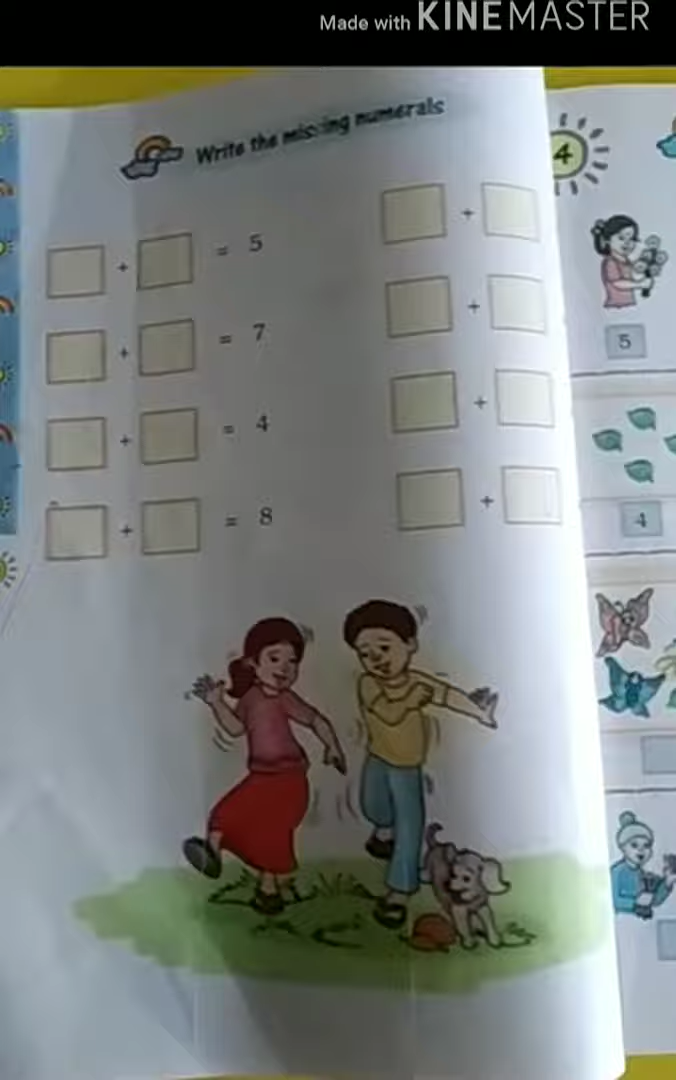 Made with KINEMASTER
Write the missing numerals
+ = 5
+ = 7
+ = 4
+ = 8
+
+
+
+
4
5
4